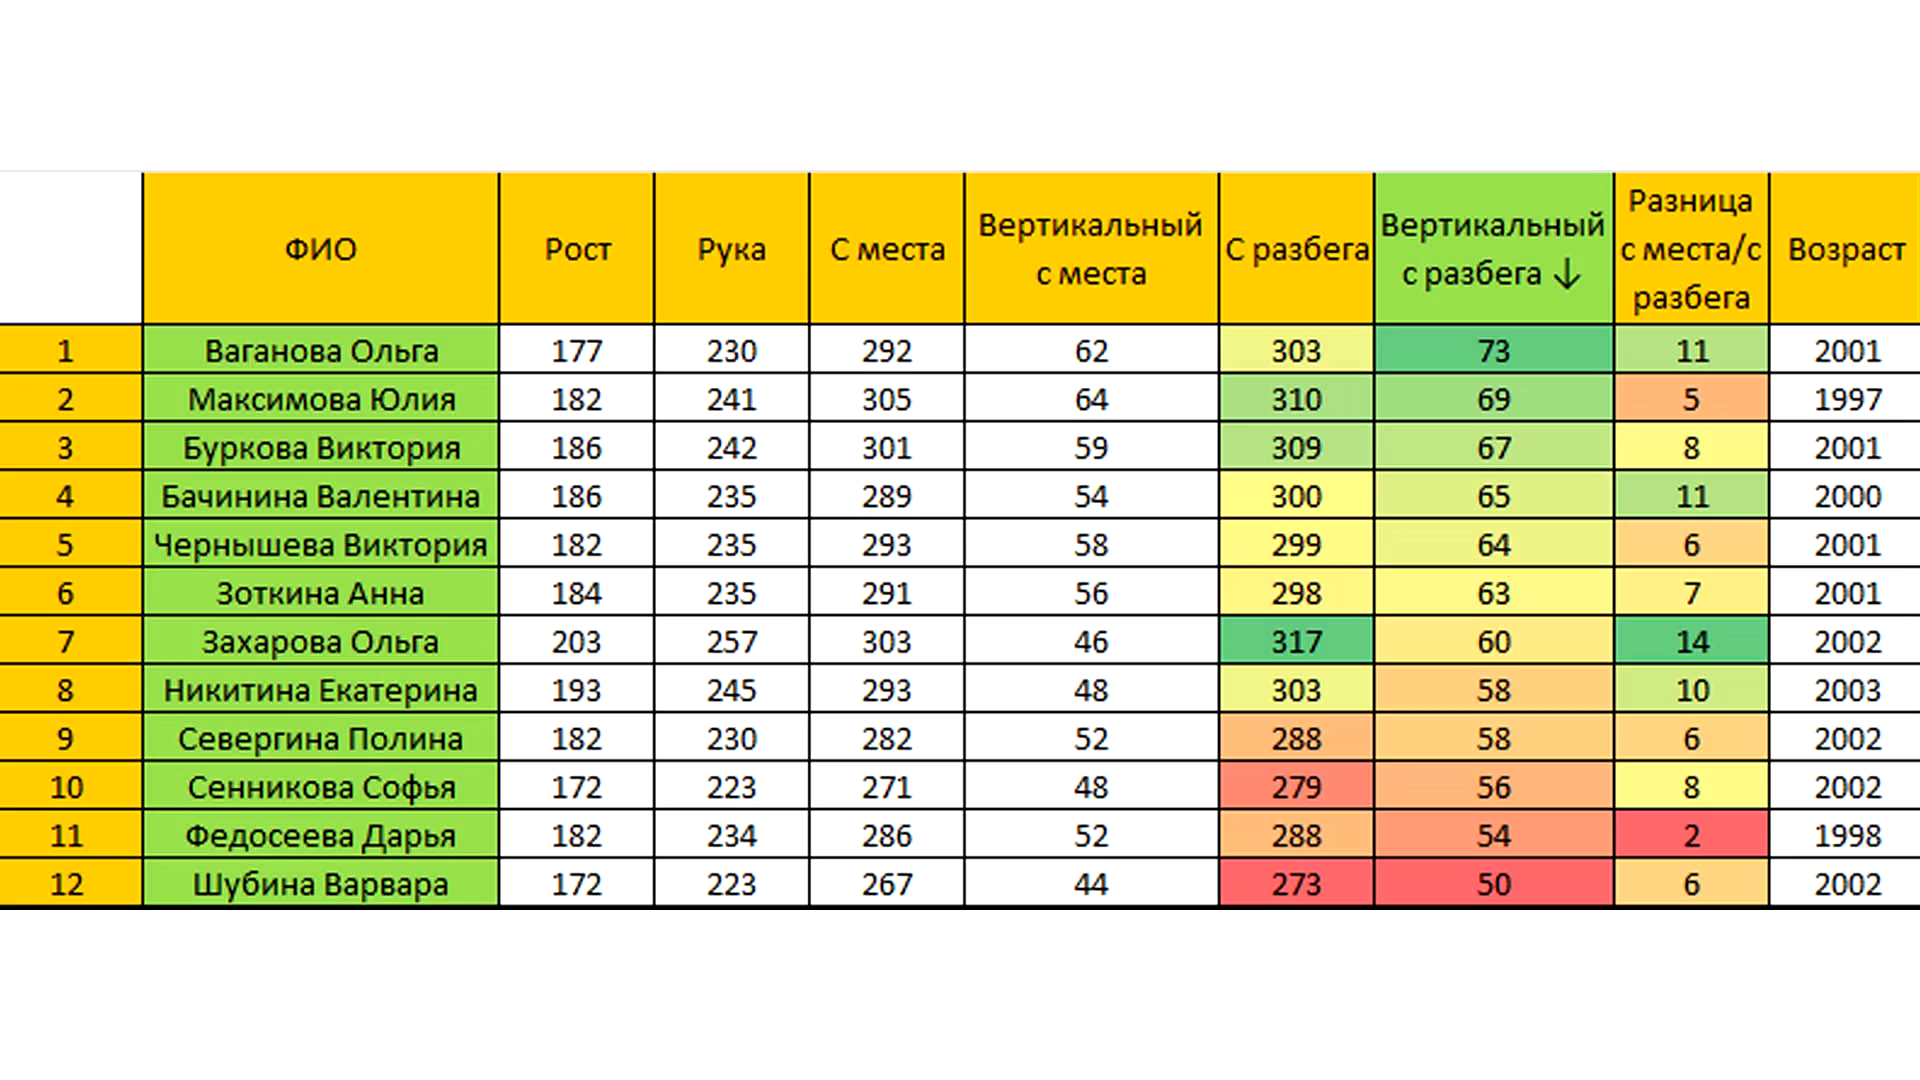 ФИО Рост Рука С места Вертикальный с места С разбега Вертикальный с разбега ↓ Разница с места/с разбега Возраст
1 Ваганова Ольга 177 230 292 62 303 73 11 2001
2 Максимова Юлия 182 241 305 64 310 69 5 1997
3 Буркова Виктория 186 242 301 59 309 67 8 2001
4 Бачинина Валентина 186 235 289 54 300 65 11 2000
5 Чернышева Виктория 182 235 293 58 299 64 6 2001
6 Зоткина Анна 184 235 291 56 298 63 7 2001
7 Захарова Ольга 203 257 303 46 317 60 14 2002
8 Никитина Екатерина 193 245 293 48 303 58 10 2003
9 Севергина Полина 182 230 282 52 288 58 6 2002
10 Сенникова Софья 172 223 271 48 279 56 8 2002
11 Федосеева Дарья 182 234 286 52 288 54 2 1998
12 Шубина Варвара 172 223 267 44 273 50 6 2002